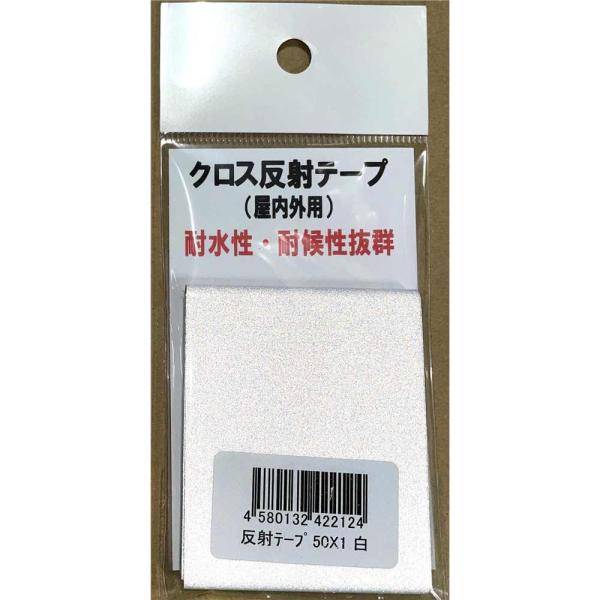 クロス反射テープ
(屋内外用)
耐水性・耐候性抜群
4 580132 422124
反射ﾃｰﾌﾟ 50X1 白